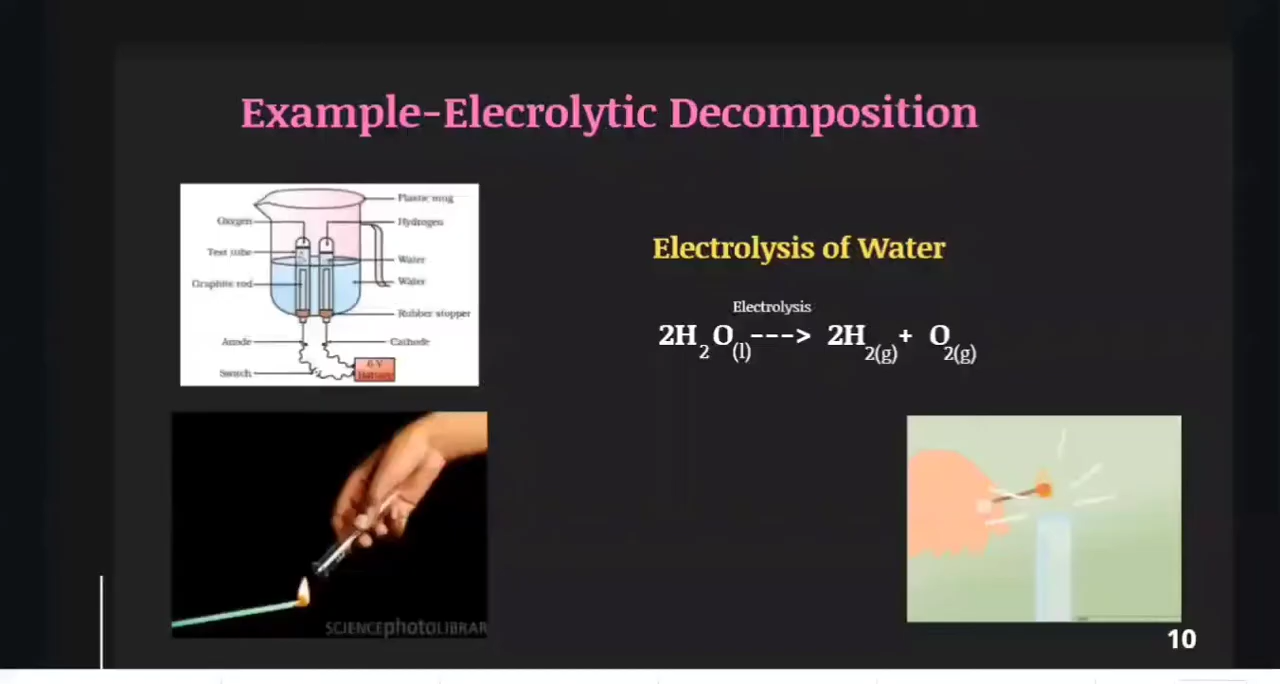 Example-Elecrolytic Decomposition
Plastic mug
Oxygen
Hydrogen
Test tube
Water
Graphite rod
Water
Rubber stopper
Anode
Cathode
6 V
Battery
Switch
Electrolysis of Water
Electrolysis
2H2O(l)---> 2H2(g)+ O2(g)
SCIENCEphotoLIBRAR
10